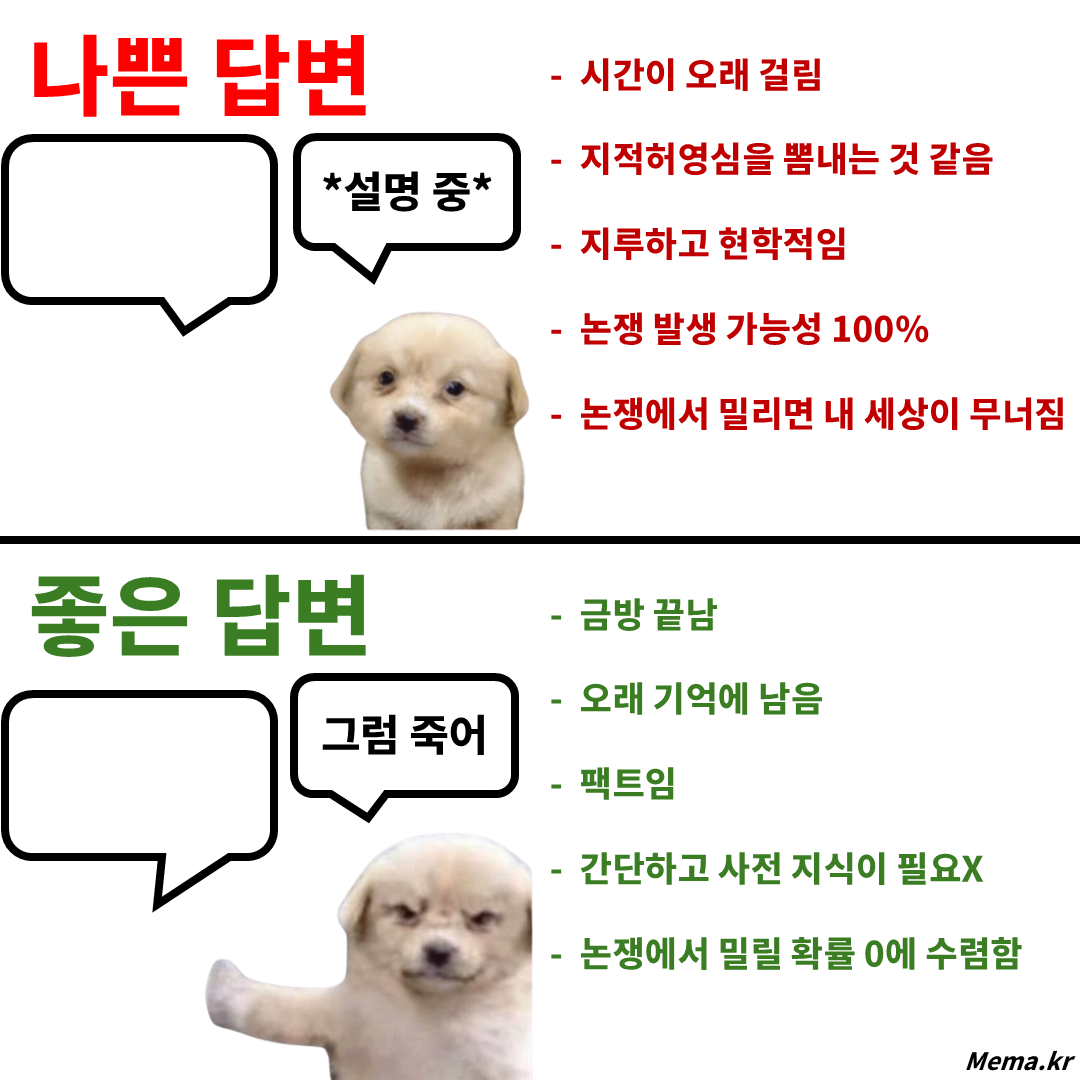 나쁜 답변
*설명 중*
- 시간이 오래 걸림
- 지적허영심을 뽐내는 것 같음
- 지루하고 현학적임
- 논쟁 발생 가능성 100%
- 논쟁에서 밀리면 내 세상이 무너짐
좋은 답변
그럼 죽어
- 금방 끝남
- 오래 기억에 남음
- 팩트임
- 간단하고 사전 지식이 필요X
- 논쟁에서 밀릴 확률 0에 수렴함
Mema.kr